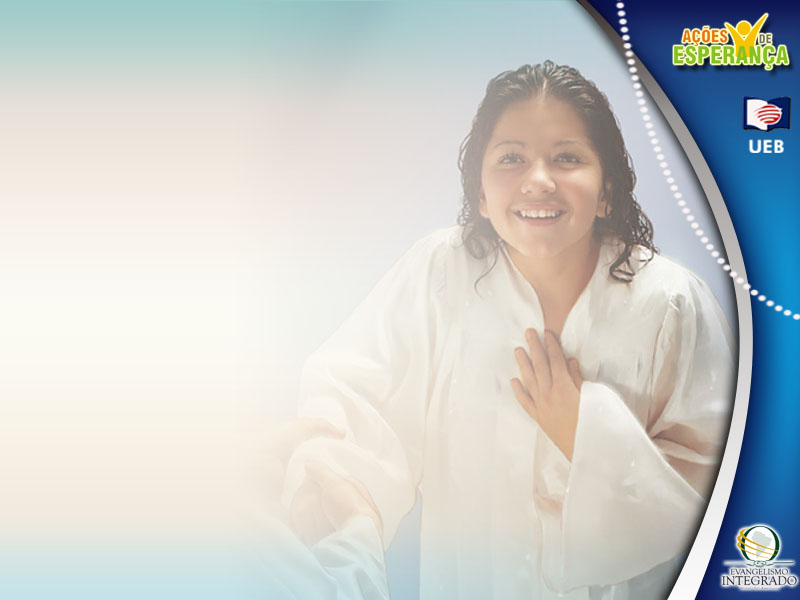 AÇÕES DE
ESPERANÇA
UEB
EVANGELISMO
INTEGRADO